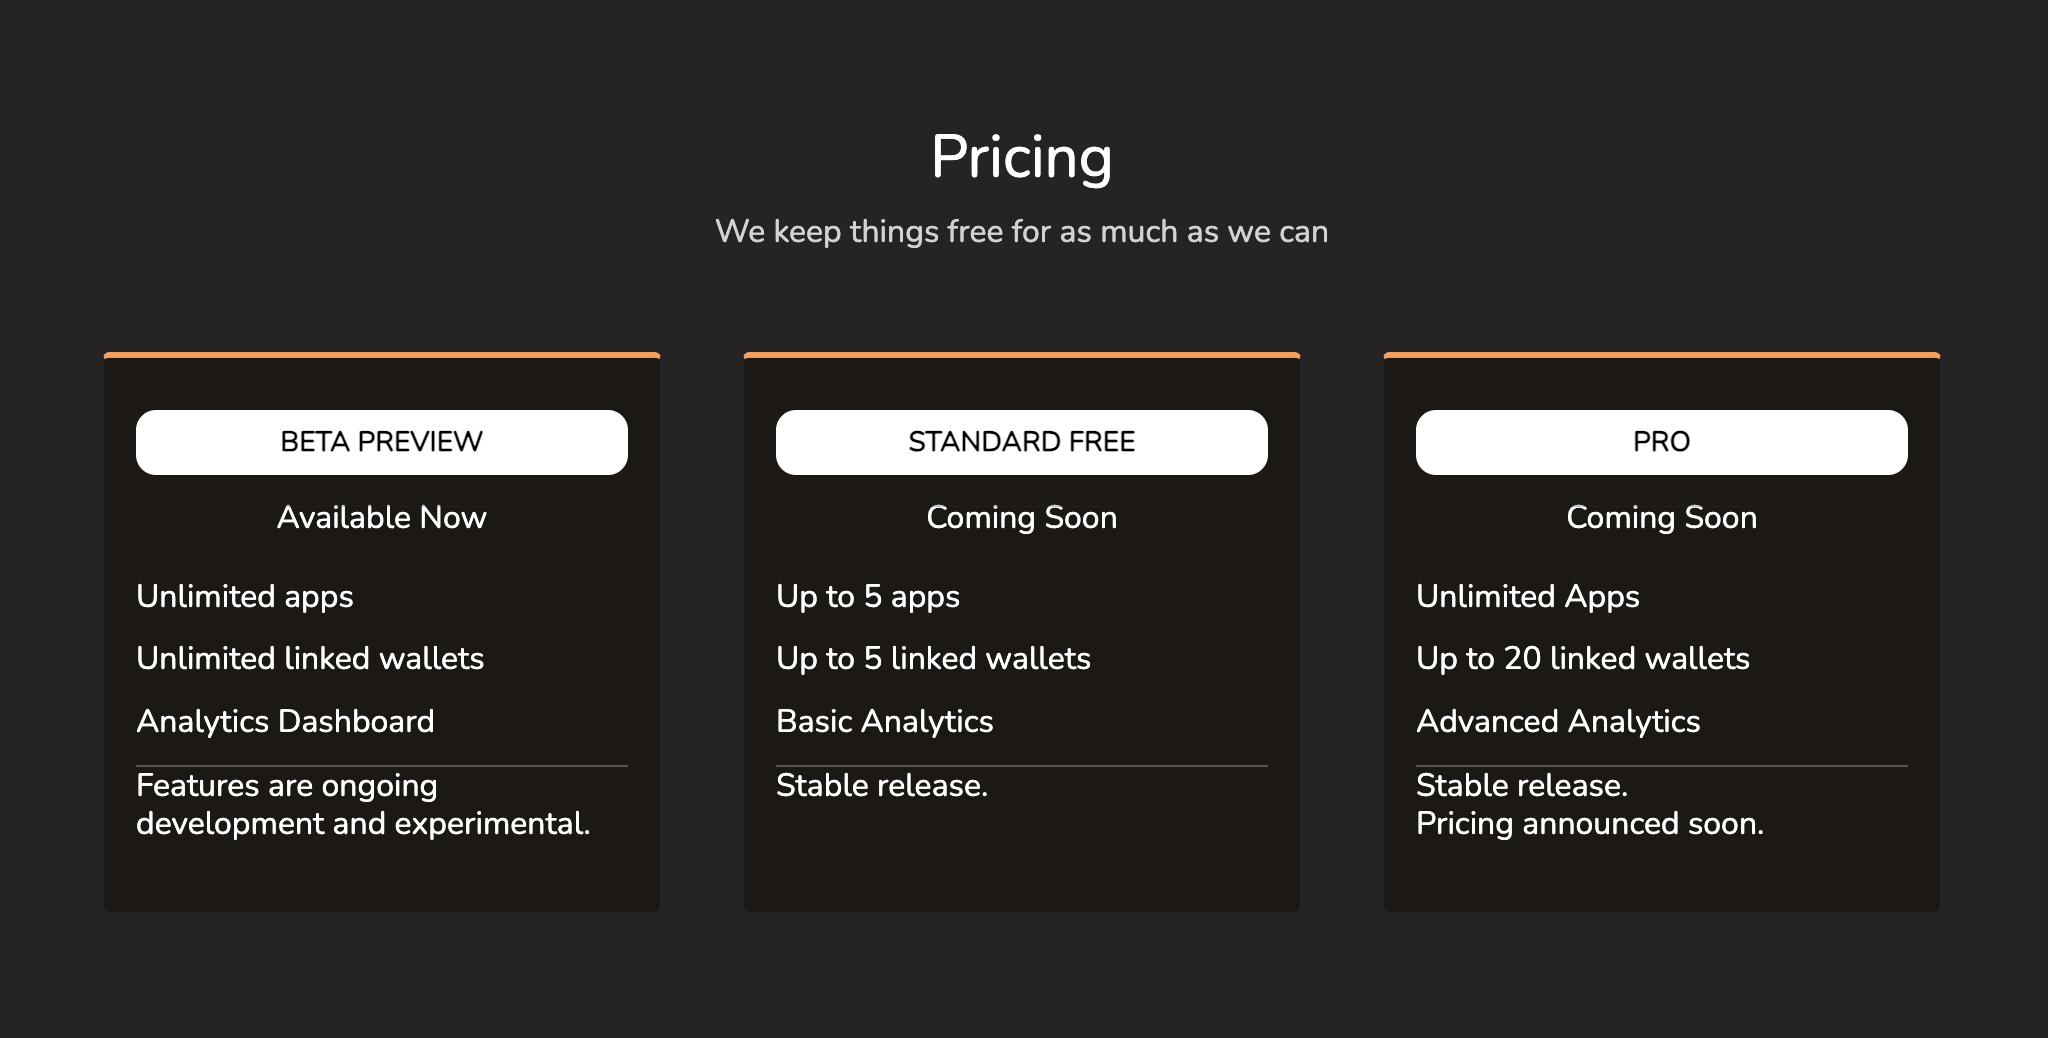 Pricing
We keep things free for as much as we can
BETA PREVIEW
Available Now
Unlimited apps
Unlimited linked wallets
Analytics Dashboard
Features are ongoing
development and experimental.
STANDARD FREE
Coming Soon
Up to 5 apps
Up to 5 linked wallets
Basic Analytics
Stable release.
PRO
Coming Soon
Unlimited Apps
Up to 20 linked wallets
Advanced Analytics
Stable release.
Pricing announced soon.